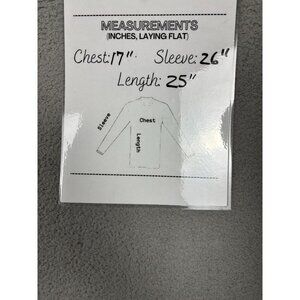 MEASUREMENTS
(INCHES, LAYING FLAT)
Chest: 17" Sleeve: 26"
Length: 25"
Sleeve
Chest
Length